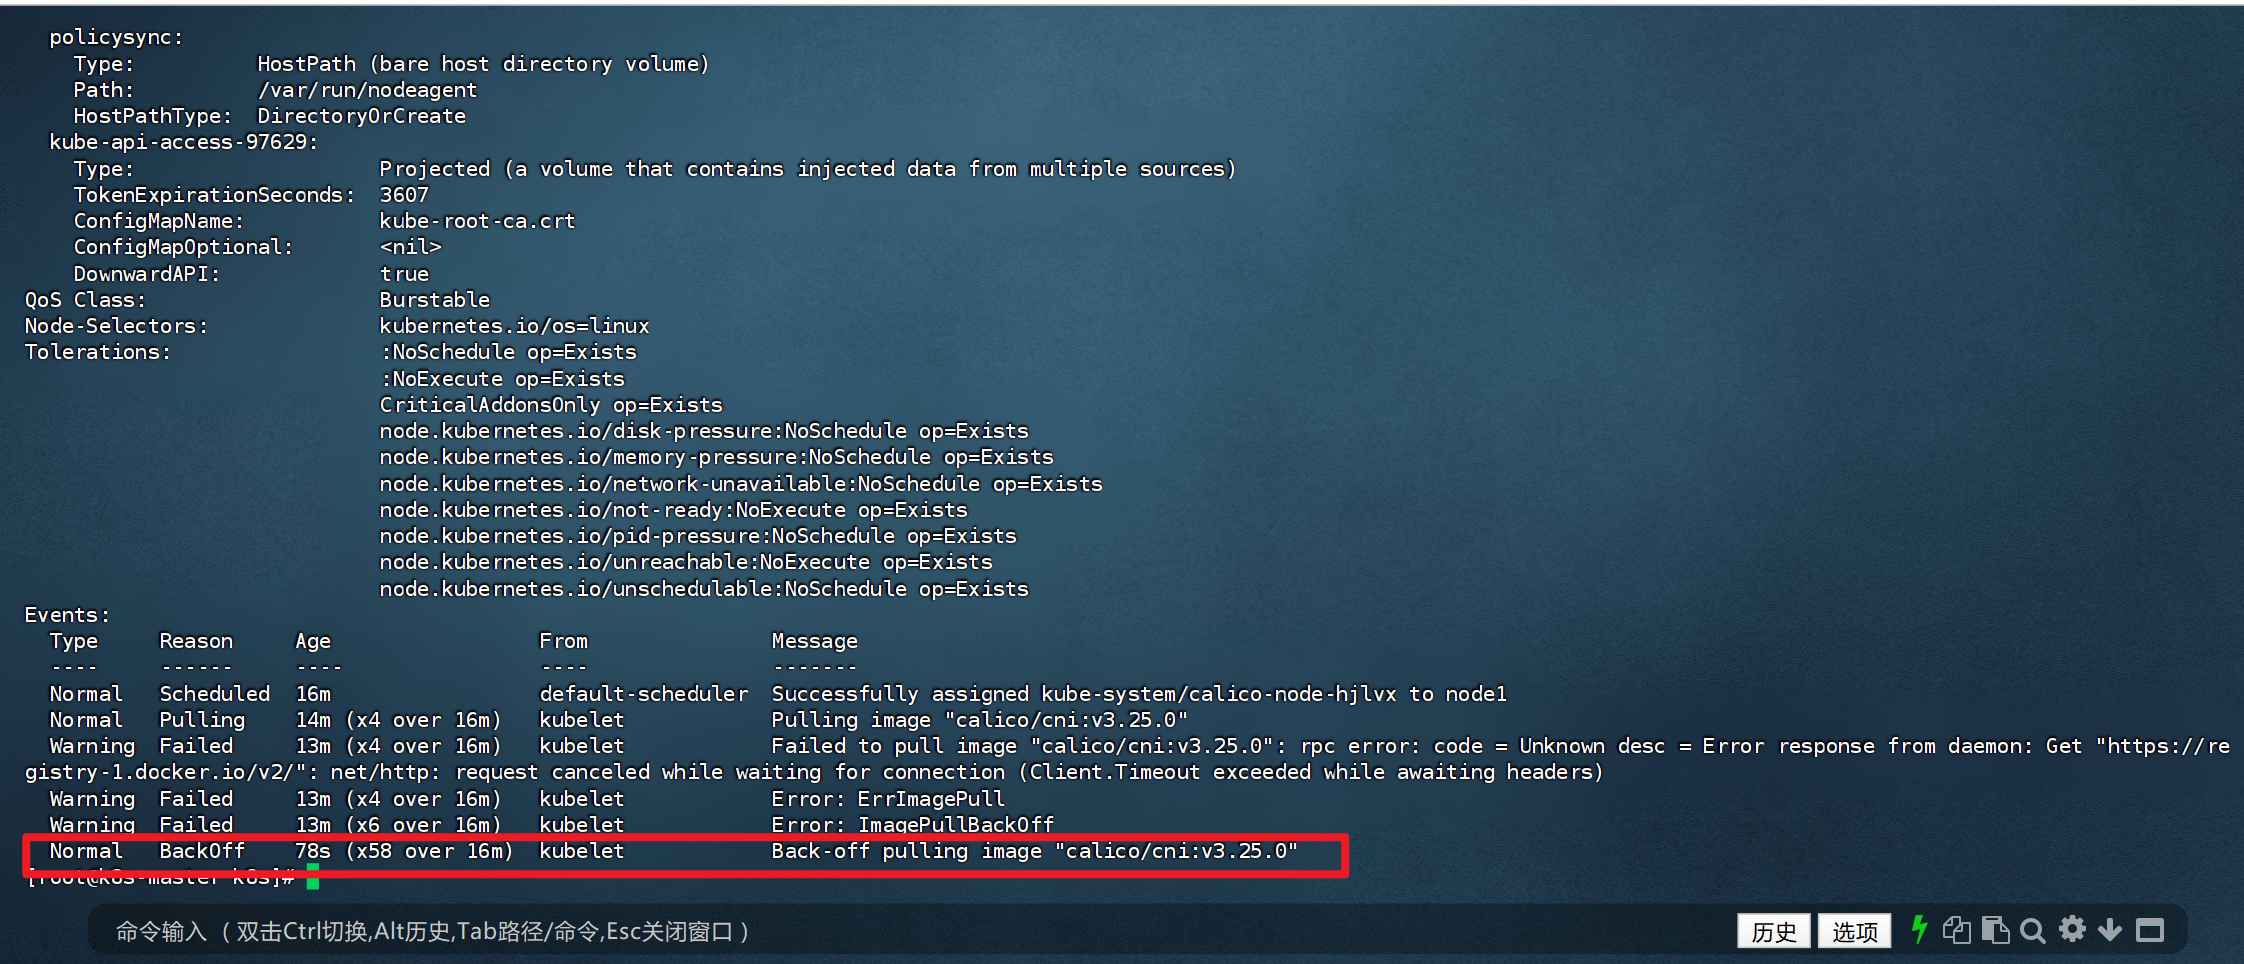 policysync:
Type: HostPath (bare host directory volume)
Path: /var/run/nodeagent
HostPathType: DirectoryOrCreate
kube-api-access-97629:
Type: Projected (a volume that contains injected data from multiple sources)
TokenExpirationSeconds: 3607
ConfigMapName: kube-root-ca.crt
ConfigMapOptional: <nil>
DownwardAPI: true
QoS Class: Burstable
Node-Selectors: kubernetes.io/os=linux
Tolerations: :NoSchedule op=Exists
:NoExecute op=Exists
CriticalAddonsOnly op=Exists
node.kubernetes.io/disk-pressure:NoSchedule op=Exists
node.kubernetes.io/memory-pressure:NoSchedule op=Exists
node.kubernetes.io/network-unavailable:NoSchedule op=Exists
node.kubernetes.io/not-ready:NoExecute op=Exists
node.kubernetes.io/pid-pressure:NoSchedule op=Exists
node.kubernetes.io/unreachable:NoExecute op=Exists
node.kubernetes.io/unschedulable:NoSchedule op=Exists
Events:
Type Reason Age From Message
---- ------ ---- ---- -------
Normal Scheduled 16m default-scheduler Successfully assigned kube-system/calico-node-hjlvx to node1
Normal Pulling 14m (x4 over 16m) kubelet Pulling image "calico/cni:v3.25.0"
Warning Failed 13m (x4 over 16m) kubelet Failed to pull image "calico/cni:v3.25.0": rpc error: code = Unknown desc = Error response from daemon: Get "https://re
gistry-1.docker.io/v2/": net/http: request canceled while waiting for connection (Client.Timeout exceeded while awaiting headers)
Warning Failed 13m (x4 over 16m) kubelet Error: ErrImagePull
Warning Failed 13m (x6 over 16m) kubelet Error: ImagePullBackOff
Normal BackOff 78s (x58 over 16m) kubelet Back-off pulling image "calico/cni:v3.25.0"
[root@k8s-master k8s]#
命令输入 （双击Ctrl切换,Alt历史,Tab路径/命令,Esc关闭窗口） 历史 选项